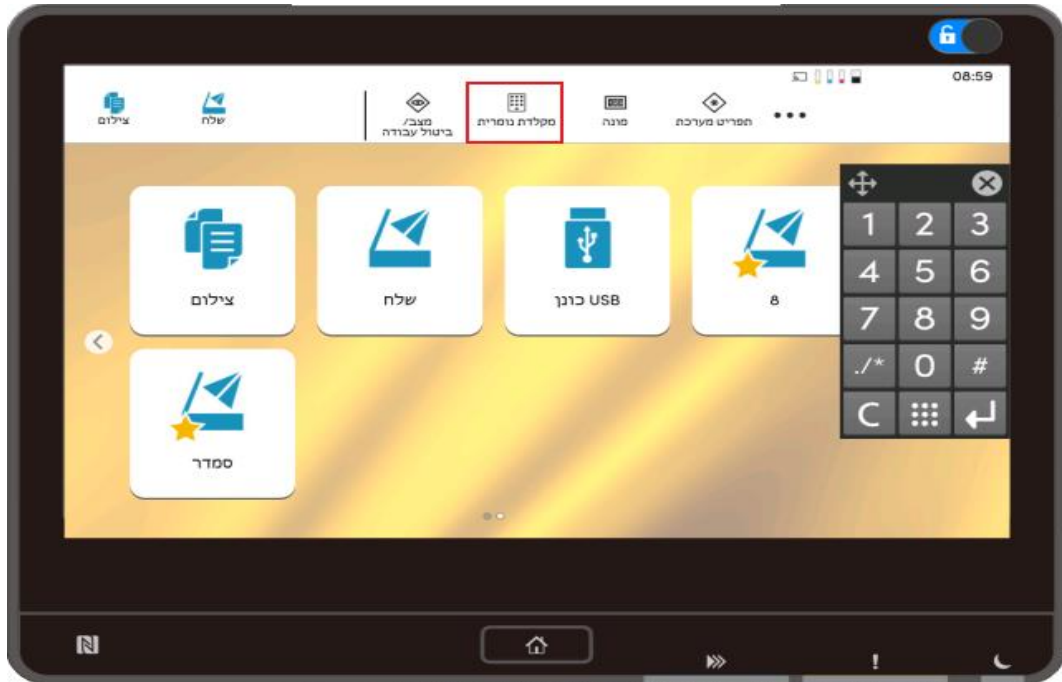 08:59
צילום
שלח
מצב/
ביטול עבודה
מקלדת נומרית
מונה
תפריט מערכת
צילום
שלח
כונן USB
8
סמדר
1 2 3
4 5 6
7 8 9
./* 0 #
C
!